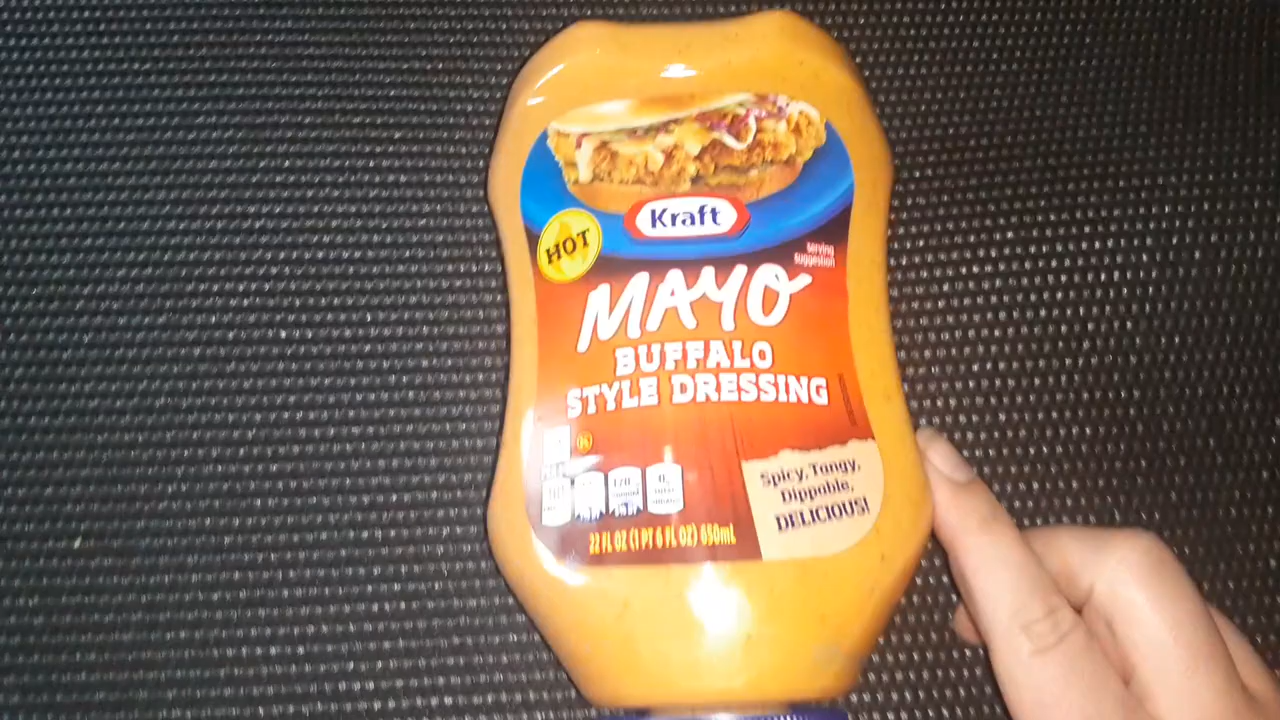 Kraft
HOT
serving
suggestion
MAYO
BUFFALO
STYLE DRESSING
Spicy, Tangy,
Dippable,
DELICIOUS!
22 FL OZ (1 PT 6 FL OZ) 650mL